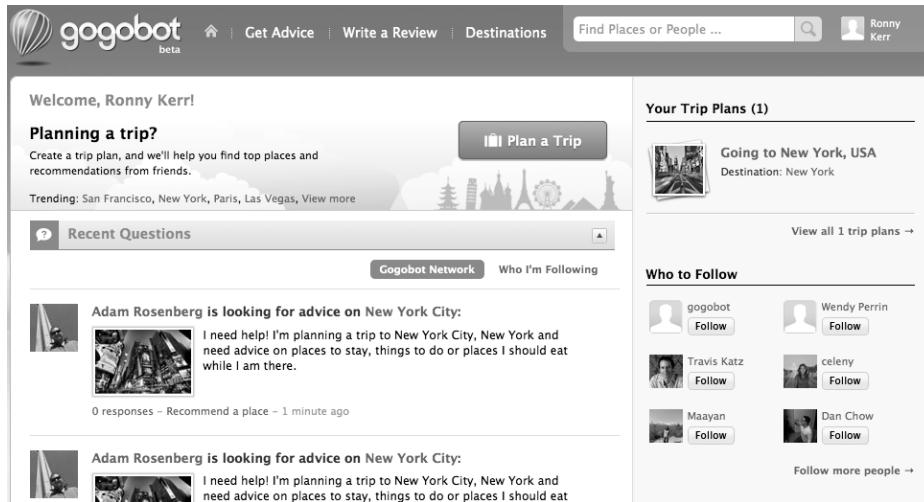 gogobot
beta
Get Advice
Write a Review
Destinations
Find Places or People ...
Ronny
Kerr
Welcome, Ronny Kerr!
Planning a trip?
Create a trip plan, and we'll help you find top places and
recommendations from friends.
Plan a Trip
Trending: San Francisco, New York, Paris, Las Vegas, View more
Recent Questions
Gogobot Network
Who I'm Following
Adam Rosenberg is looking for advice on New York City:
I need help! I'm planning a trip to New York City, New York and
need advice on places to stay, things to do or places I should eat
while I am there.
0 responses – Recommend a place – 1 minute ago
Adam Rosenberg is looking for advice on New York City:
I need help! I'm planning a trip to New York City, New York and
need advice on places to stay, things to do or places I should eat
Your Trip Plans (1)
Going to New York, USA
Destination: New York
View all 1 trip plans →
Who to Follow
gogobot
Follow
Wendy Perrin
Follow
Travis Katz
Follow
celeny
Follow
Maayan
Follow
Dan Chow
Follow
Follow more people →